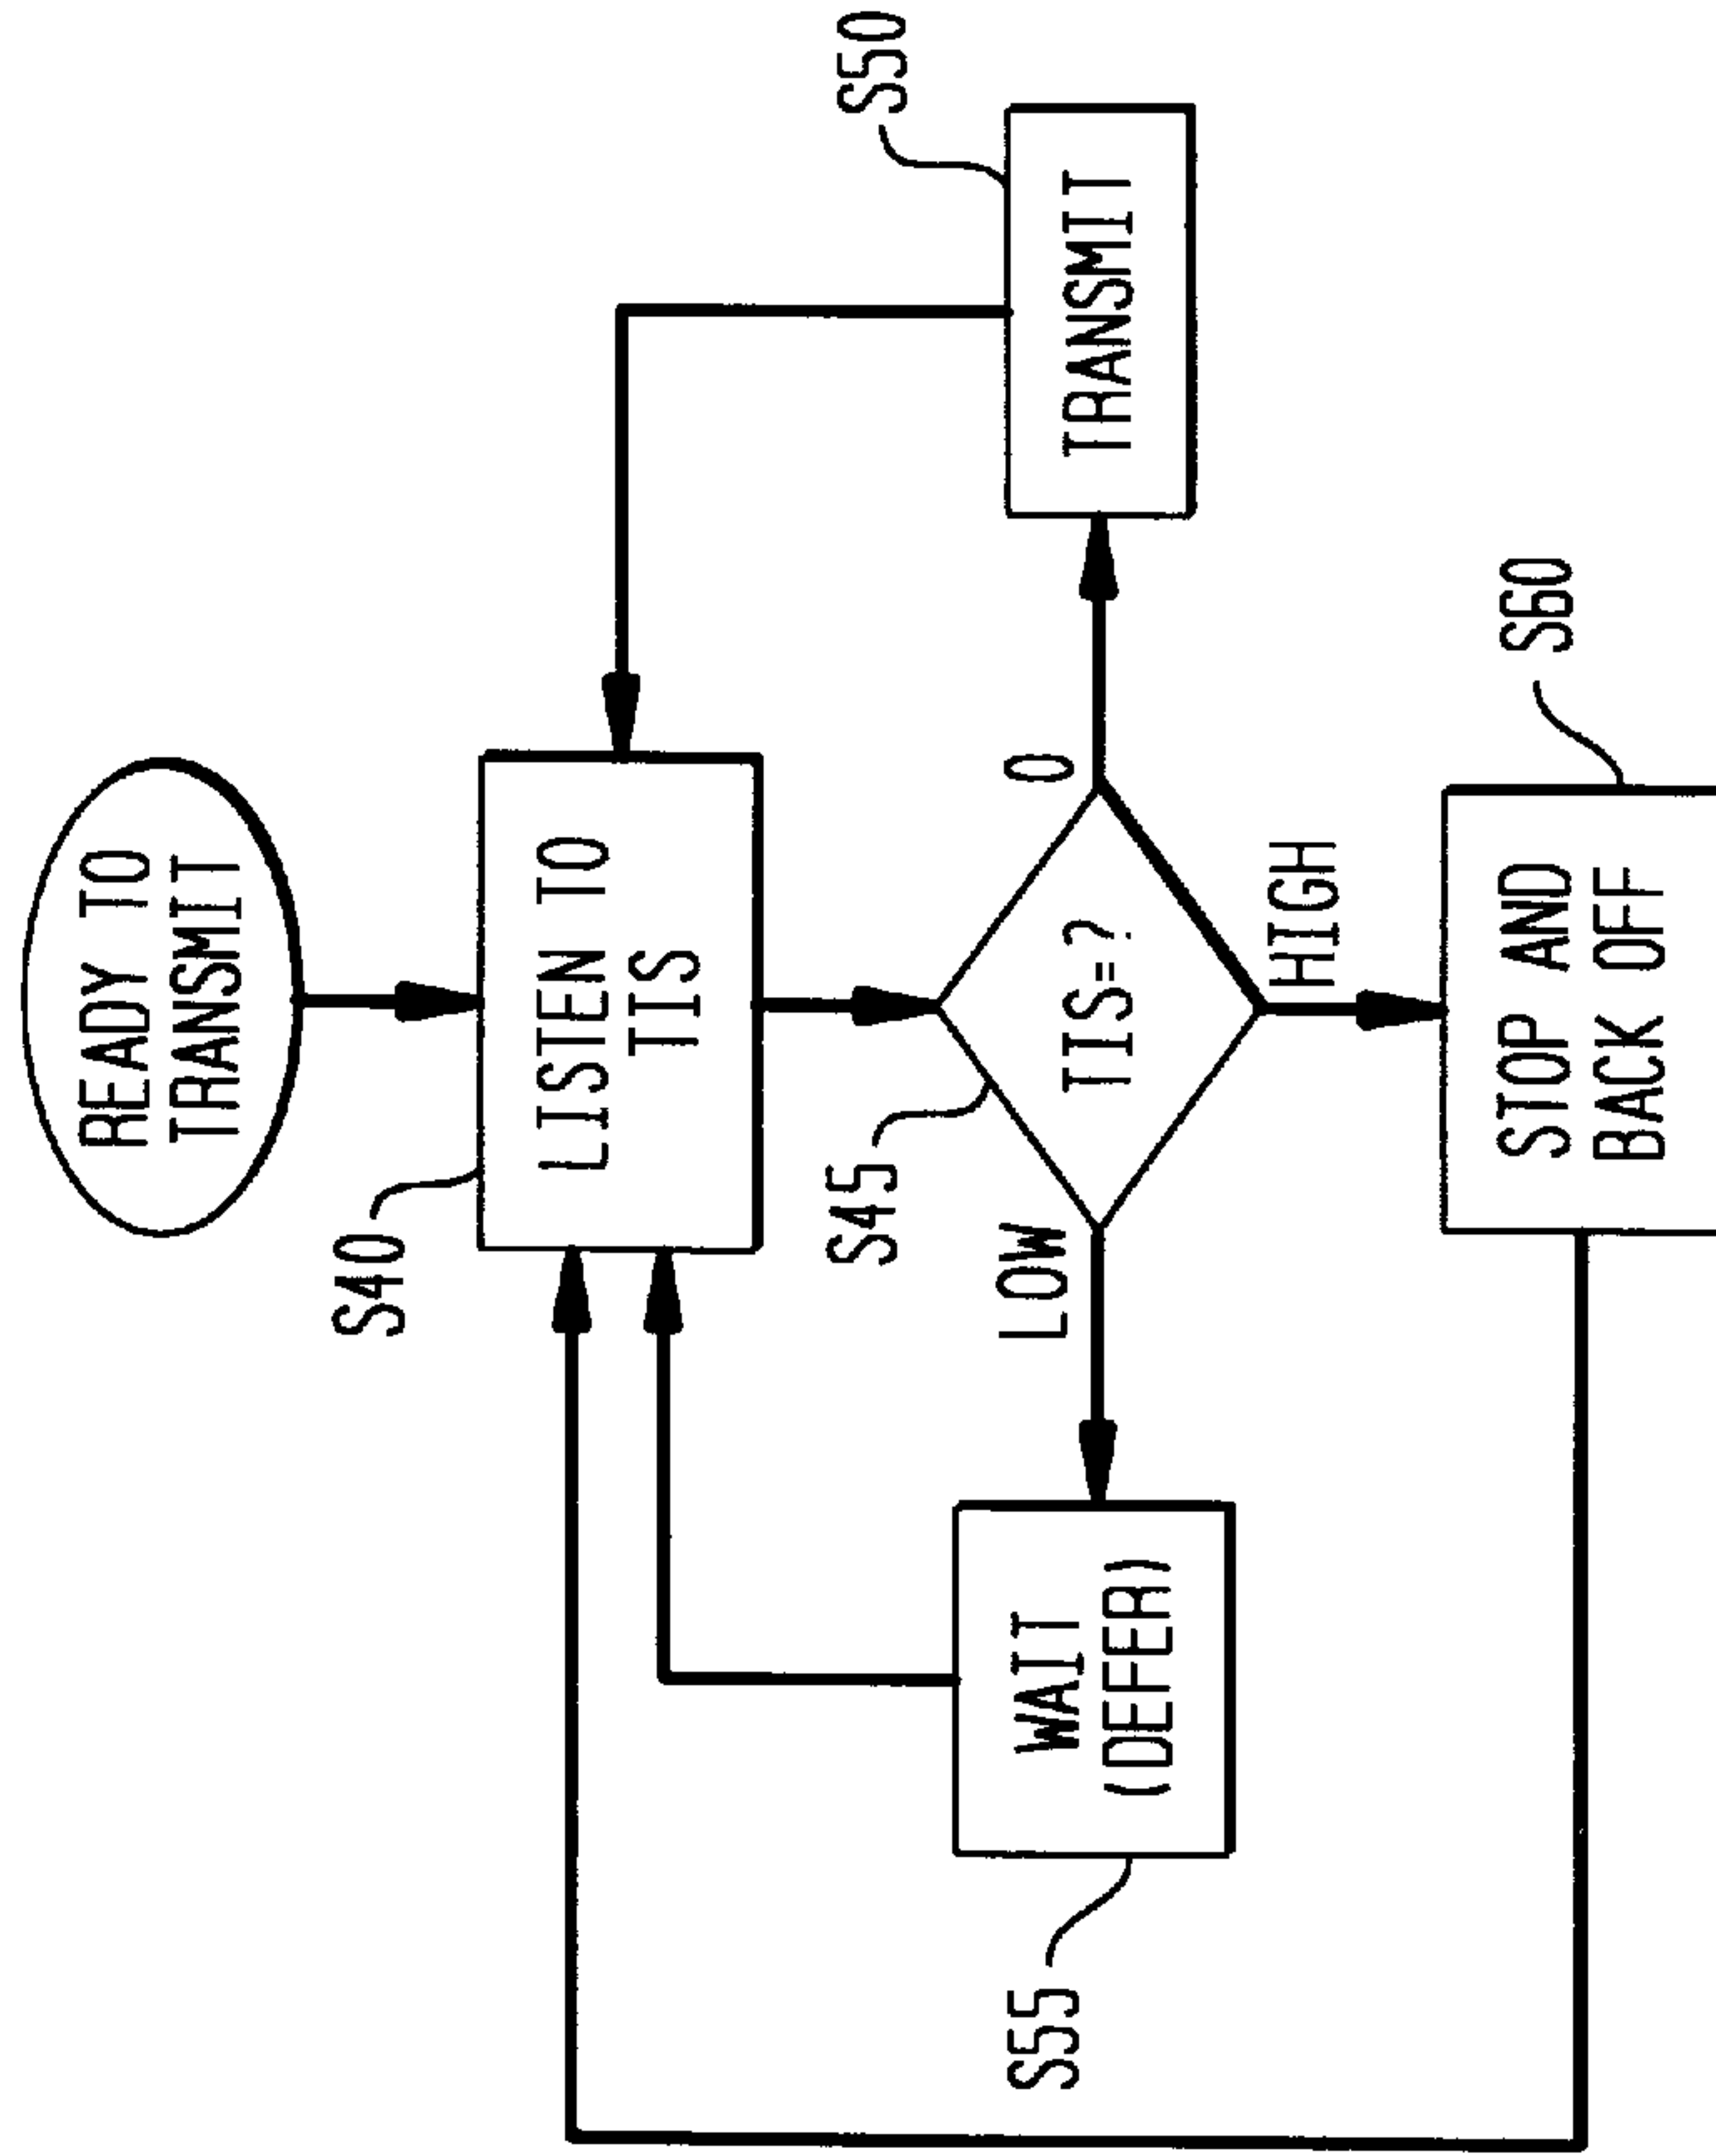 READY TO
TRANSMIT
S40
LISTEN TO
TIS
S45
TIS=?
LOW
0
HIGH
S50
TRANSMIT
S55
WAIT
(DEFER)
S60
STOP AND
BACK OFF